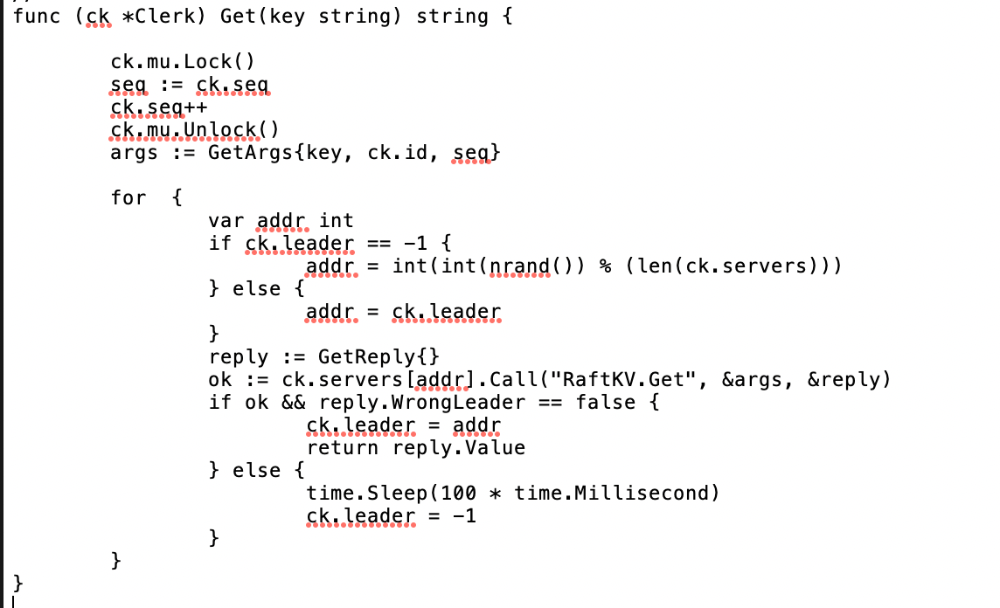 func (ck *Clerk) Get(key string) string {
ck.mu.Lock()
seq := ck.seq
ck.seq++
ck.mu.Unlock()
args := GetArgs{key, ck.id, seq}
for  {
var addr int
if ck.leader == -1 {
addr = int(int(nrand()) % (len(ck.servers)))
} else {
addr = ck.leader
}
reply := GetReply{}
ok := ck.servers[addr].Call("RaftKV.Get", &args, &reply)
if ok && reply.WrongLeader == false {
ck.leader = addr
return reply.Value
} else {
time.Sleep(100 * time.Millisecond)
ck.leader = -1
}
}
}